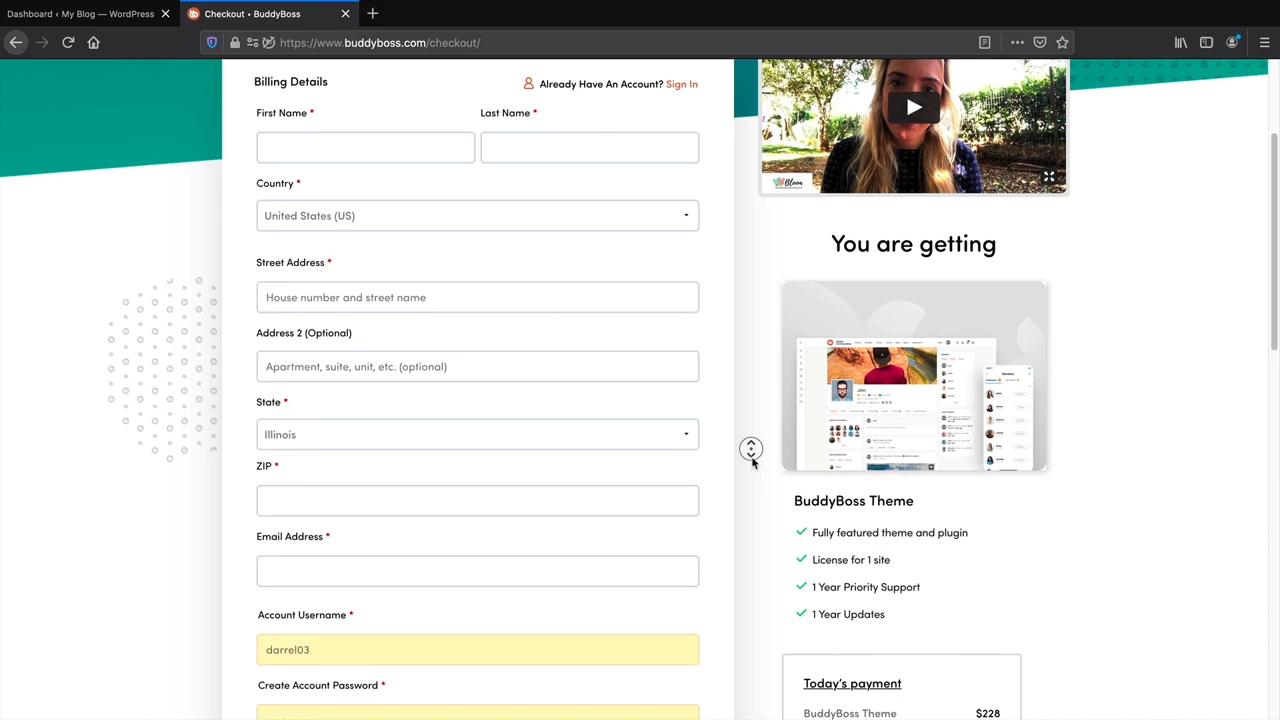 Dashboard ‹ My Blog — WordPress
Checkout • BuddyBoss
https://www.buddyboss.com/checkout/
Billing Details
Already Have An Account? Sign In
First Name *
Last Name *
Country *
United States (US)
Street Address *
House number and street name
Address 2 (Optional)
Apartment, suite, unit, etc. (optional)
State *
Illinois
ZIP *
Email Address *
Account Username *
darrel03
Create Account Password *
Bloom
You are getting
BuddyBoss Theme
Fully featured theme and plugin
License for 1 site
1 Year Priority Support
1 Year Updates
Today's payment
BuddyBoss Theme $228